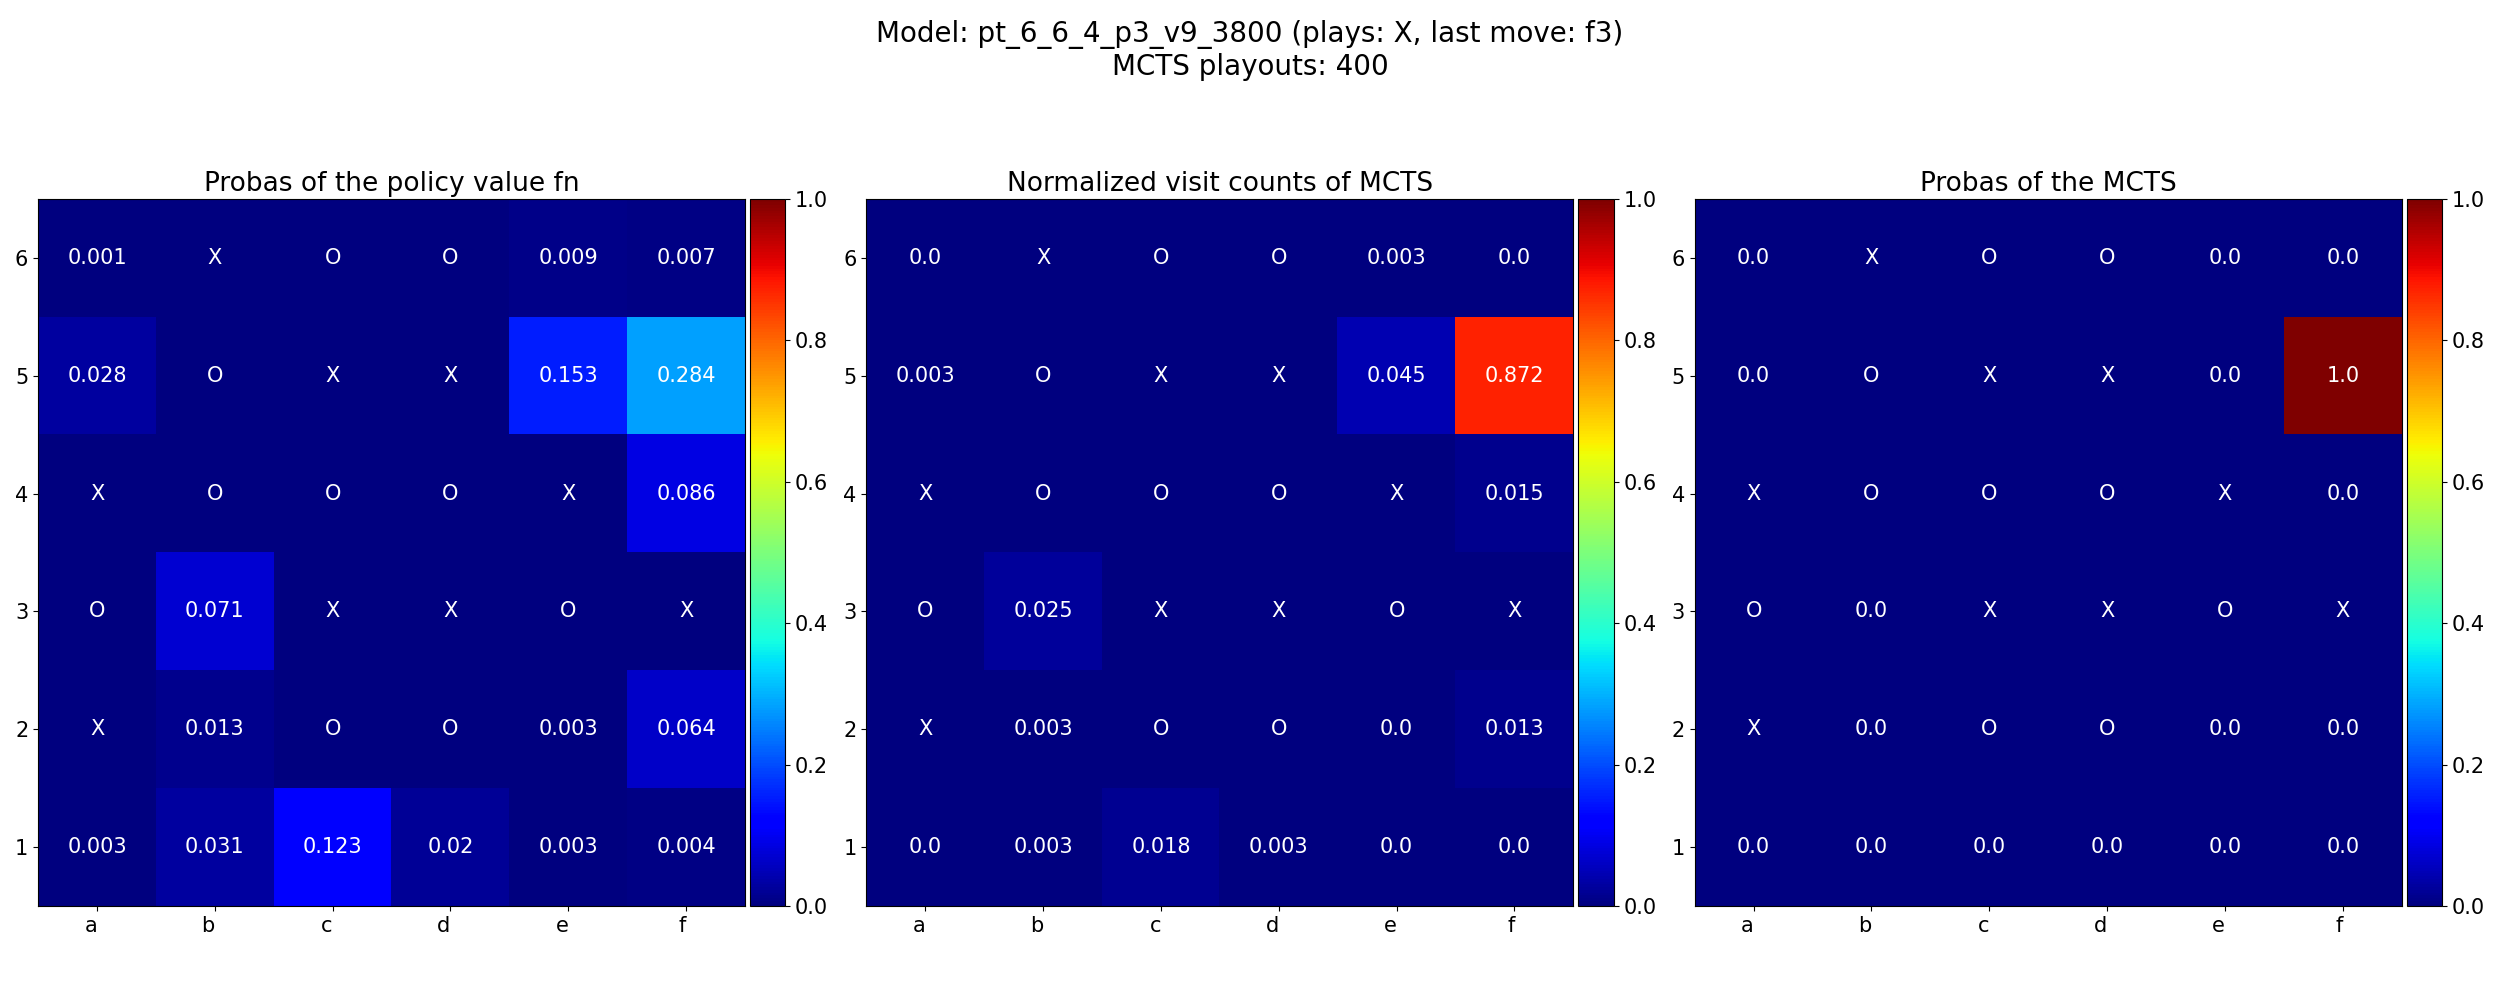 Model: pt_6_6_4_p3_v9_3800 (plays: X, last move: f3)
MCTS playouts: 400
Probas of the policy value fn
6 0.001 X O O 0.009 0.007
5 0.028 O X X 0.153 0.284
4 X O O O X 0.086
3 O 0.071 X X O X
2 X 0.013 O O 0.003 0.064
1 0.003 0.031 0.123 0.02 0.003 0.004
a b c d e f
1.0
0.8
0.6
0.4
0.2
0.0
Normalized visit counts of MCTS
6 0.0 X O O 0.003 0.0
5 0.003 O X X 0.045 0.872
4 X O O O X 0.015
3 O 0.025 X X O X
2 X 0.003 O O 0.0 0.013
1 0.0 0.003 0.018 0.003 0.0 0.0
a b c d e f
1.0
0.8
0.6
0.4
0.2
0.0
Probas of the MCTS
6 0.0 X O O 0.0 0.0
5 0.0 O X X 0.0 1.0
4 X O O O X 0.0
3 O 0.0 X X O X
2 X 0.0 O O 0.0 0.0
1 0.0 0.0 0.0 0.0 0.0 0.0
a b c d e f
1.0
0.8
0.6
0.4
0.2
0.0